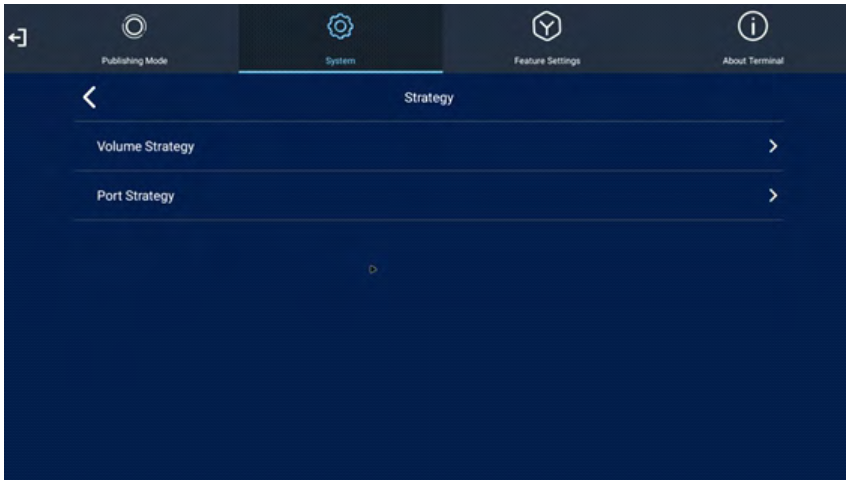 Publishing Mode
System
Feature Settings
About Terminal
Strategy
Volume Strategy
Port Strategy